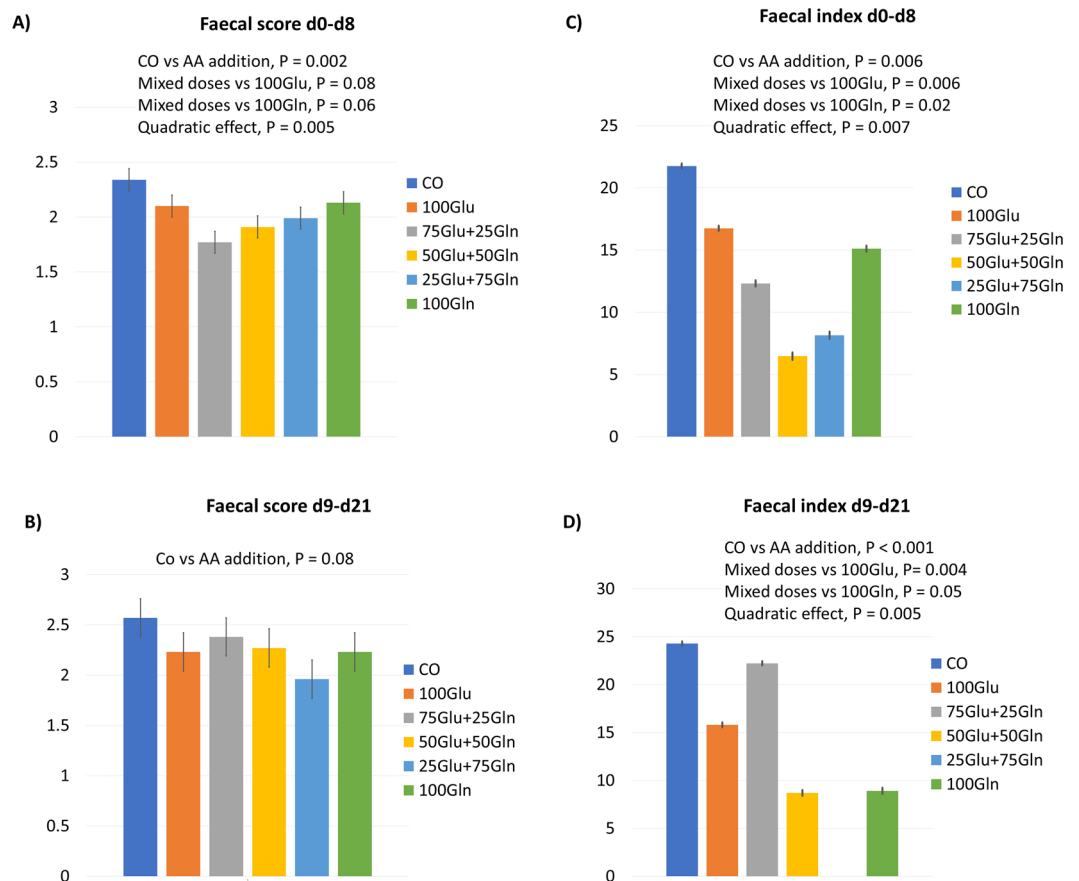 A)
Faecal score d0-d8
CO vs AA addition, P = 0.002
Mixed doses vs 100Glu, P = 0.08
Mixed doses vs 100Gln, P = 0.06
Quadratic effect, P = 0.005
3
2.5
2
1.5
1
0.5
0
CO
100Glu
75Glu+25Gln
50Glu+50Gln
25Glu+75Gln
100Gln
C)
Faecal index d0-d8
CO vs AA addition, P = 0.006
Mixed doses vs 100Glu, P = 0.006
Mixed doses vs 100Gln, P = 0.02
Quadratic effect, P = 0.007
25
20
15
10
5
0
CO
100Glu
75Glu+25Gln
50Glu+50Gln
25Glu+75Gln
100Gln
B)
Faecal score d9-d21
Co vs AA addition, P = 0.08
3
2.5
2
1.5
1
0.5
0
CO
100Glu
75Glu+25Gln
50Glu+50Gln
25Glu+75Gln
100Gln
D)
Faecal index d9-d21
CO vs AA addition, P < 0.001
Mixed doses vs 100Glu, P= 0.004
Mixed doses vs 100Gln, P = 0.05
Quadratic effect, P = 0.005
30
25
20
15
10
5
0
CO
100Glu
75Glu+25Gln
50Glu+50Gln
25Glu+75Gln
100Gln